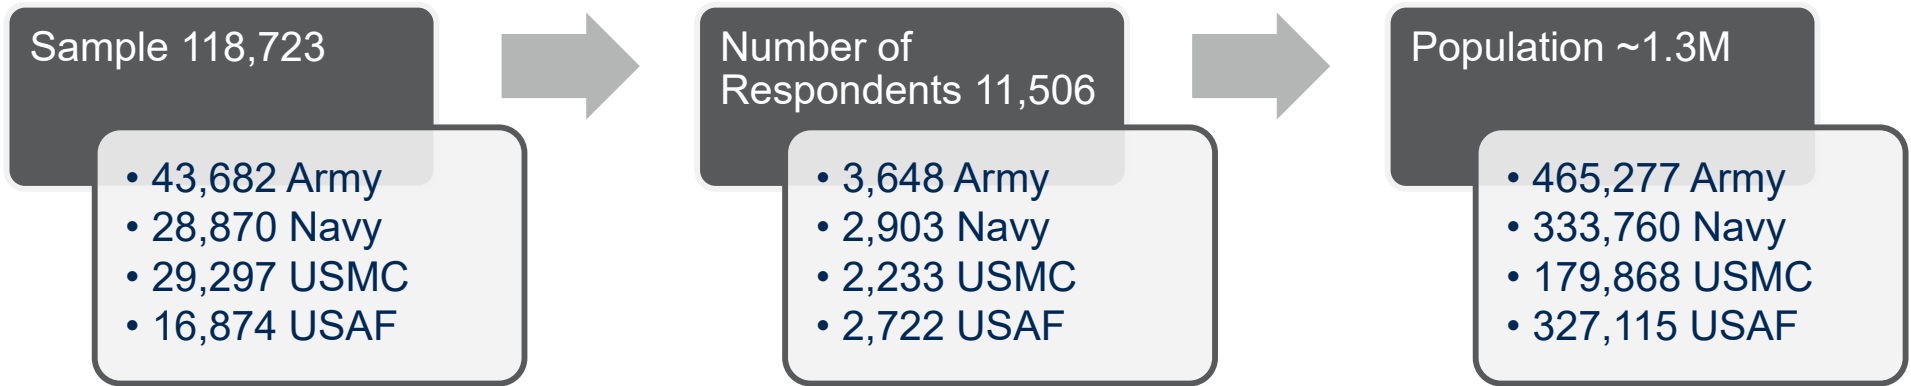 Sample 118,723
• 43,682 Army
• 28,870 Navy
• 29,297 USMC
• 16,874 USAF
Number of
Respondents 11,506
• 3,648 Army
• 2,903 Navy
• 2,233 USMC
• 2,722 USAF
Population ~1.3M
• 465,277 Army
• 333,760 Navy
• 179,868 USMC
• 327,115 USAF